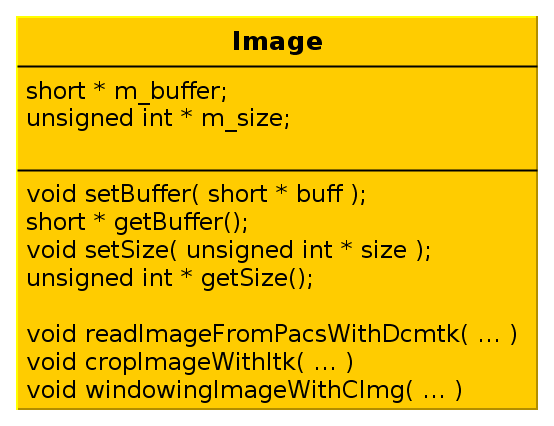 Image
short * m_buffer;
unsigned int * m_size;
void setBuffer( short * buff );
short * getBuffer();
void setSize( unsigned int * size );
unsigned int * getSize();
void readImageFromPacsWithDcmtk( ... )
void cropImageWithItk( ... )
void windowingImageWithCImg( ... )